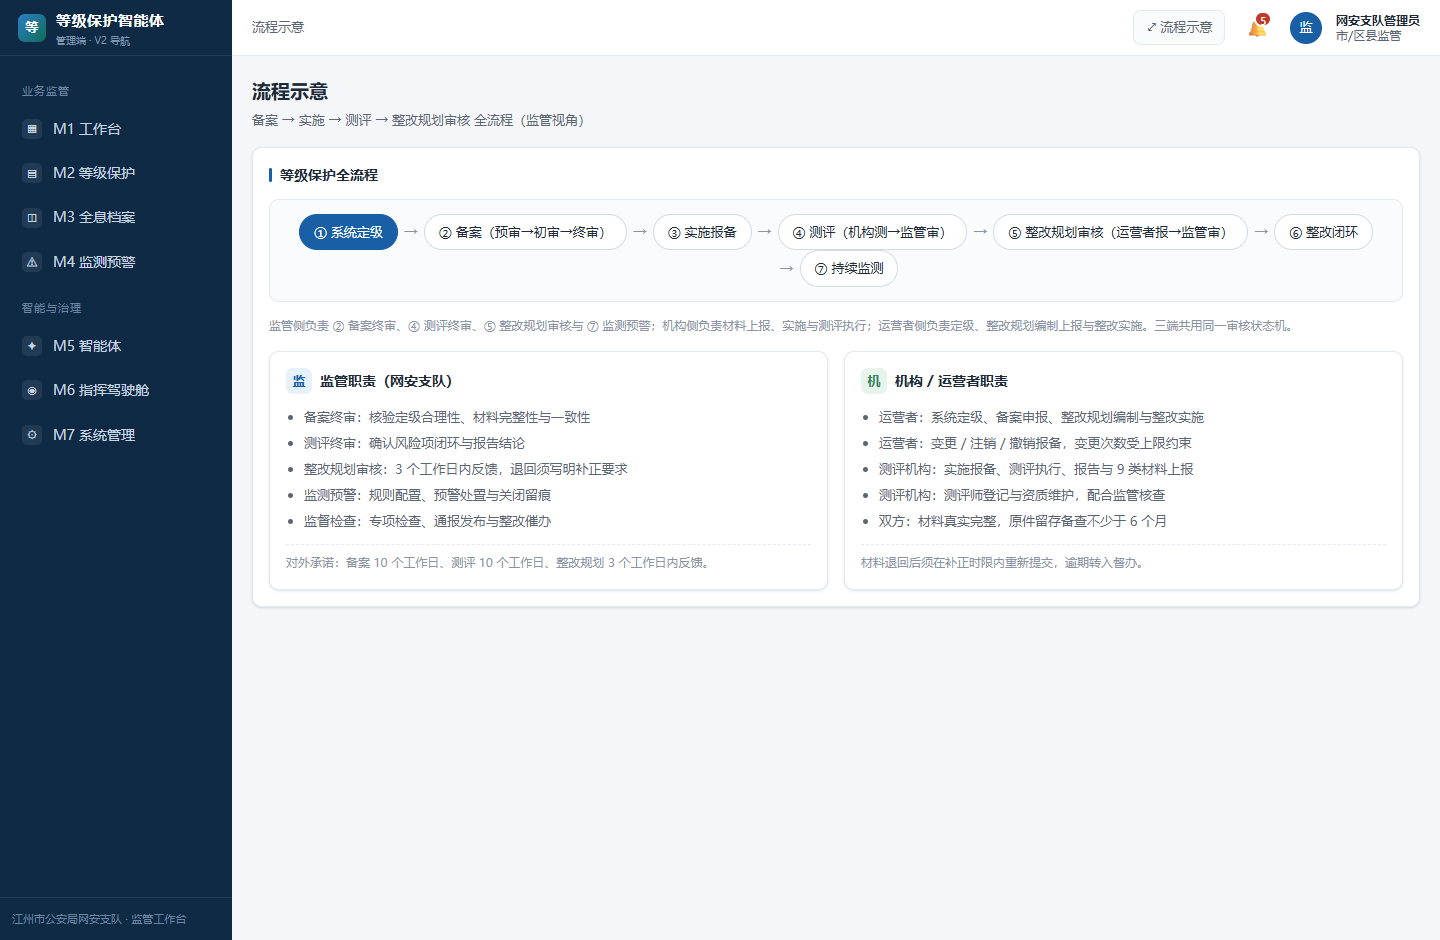 等
等级保护智能体
管理端 · V2 导航
业务监管
M1 工作台
M2 等级保护
M3 全息档案
M4 监测预警
智能与治理
M5 智能体
M6 指挥驾驶舱
M7 系统管理
江州市公安局网安支队 · 监管工作台
流程示意
⤢ 流程示意
5
监
网安支队管理员
市/区县监管
流程示意
备案 → 实施 → 测评 → 整改规划审核 全流程（监管视角）
等级保护全流程
① 系统定级 → ② 备案（预审→初审→终审） → ③ 实施报备 → ④ 测评（机构测→监管审） → ⑤ 整改规划审核（运营者报→监管审） → ⑥ 整改闭环
→ ⑦ 持续监测
监管侧负责 ② 备案终审、④ 测评终审、⑤ 整改规划审核与 ⑦ 监测预警；机构侧负责材料上报、实施与测评执行；运营者侧负责定级、整改规划编制上报与整改实施。三端共用同一审核状态机。
监 监管职责（网安支队）
备案终审：核验定级合理性、材料完整性与一致性
测评终审：确认风险项闭环与报告结论
整改规划审核：3 个工作日内反馈，退回须写明补正要求
监测预警：规则配置、预警处置与关闭留痕
监督检查：专项检查、通报发布与整改催办
对外承诺：备案 10 个工作日、测评 10 个工作日、整改规划 3 个工作日内反馈。
机 机构 / 运营者职责
运营者：系统定级、备案申报、整改规划编制与整改实施
运营者：变更 / 注销 / 撤销报备，变更次数受上限约束
测评机构：实施报备、测评执行、报告与 9 类材料上报
测评机构：测评师登记与资质维护，配合监管核查
双方：材料真实完整，原件留存备查不少于 6 个月
材料退回后须在补正时限内重新提交，逾期转入督办。